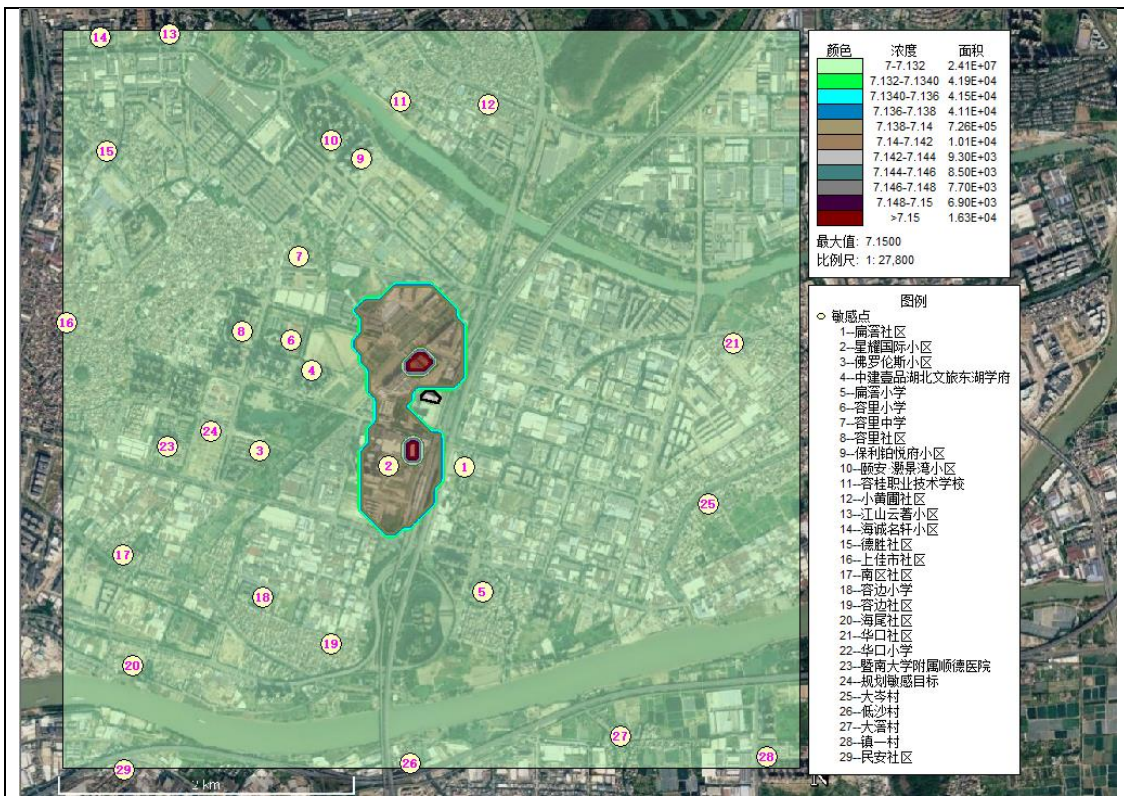 颜色 浓度 面积
7-7.132 2.41E+07
7.132-7.1340 4.19E+04
7.1340-7.136 4.15E+04
7.136-7.138 4.11E+04
7.138-7.14 7.26E+05
7.14-7.142 1.01E+04
7.142-7.144 9.30E+03
7.144-7.146 8.50E+03
7.146-7.148 7.70E+03
7.148-7.15 6.90E+03
>7.15 1.63E+04
最大值: 7.1500
比例尺: 1: 27,800
图例
敏感点
1--扁滘社区
2--星耀国际小区
3--佛罗伦斯小区
4--中建壹品湖北文旅东湖学府
5--扁滘小学
6--容里小学
7--容里中学
8--容里社区
9--保利铂悦府小区
10--颐安·灏景湾小区
11--容桂职业技术学校
12--小黄圃社区
13--江山云著小区
14--海诚名轩小区
15--德胜社区
16--上佳市社区
17--南区社区
18--容边小学
19--容边社区
20--海尾社区
21--华口社区
22--华口小学
23--暨南大学附属顺德医院
24--规划敏感目标
25--大岑村
26--低沙村
27--大滘村
28--镇一村
29--民安社区
14
13
11
12
10
9
15
7
16
8
6
4
21
24
23
3
2
1
25
17
18
5
19
20
27
26
28
29
2 km
N